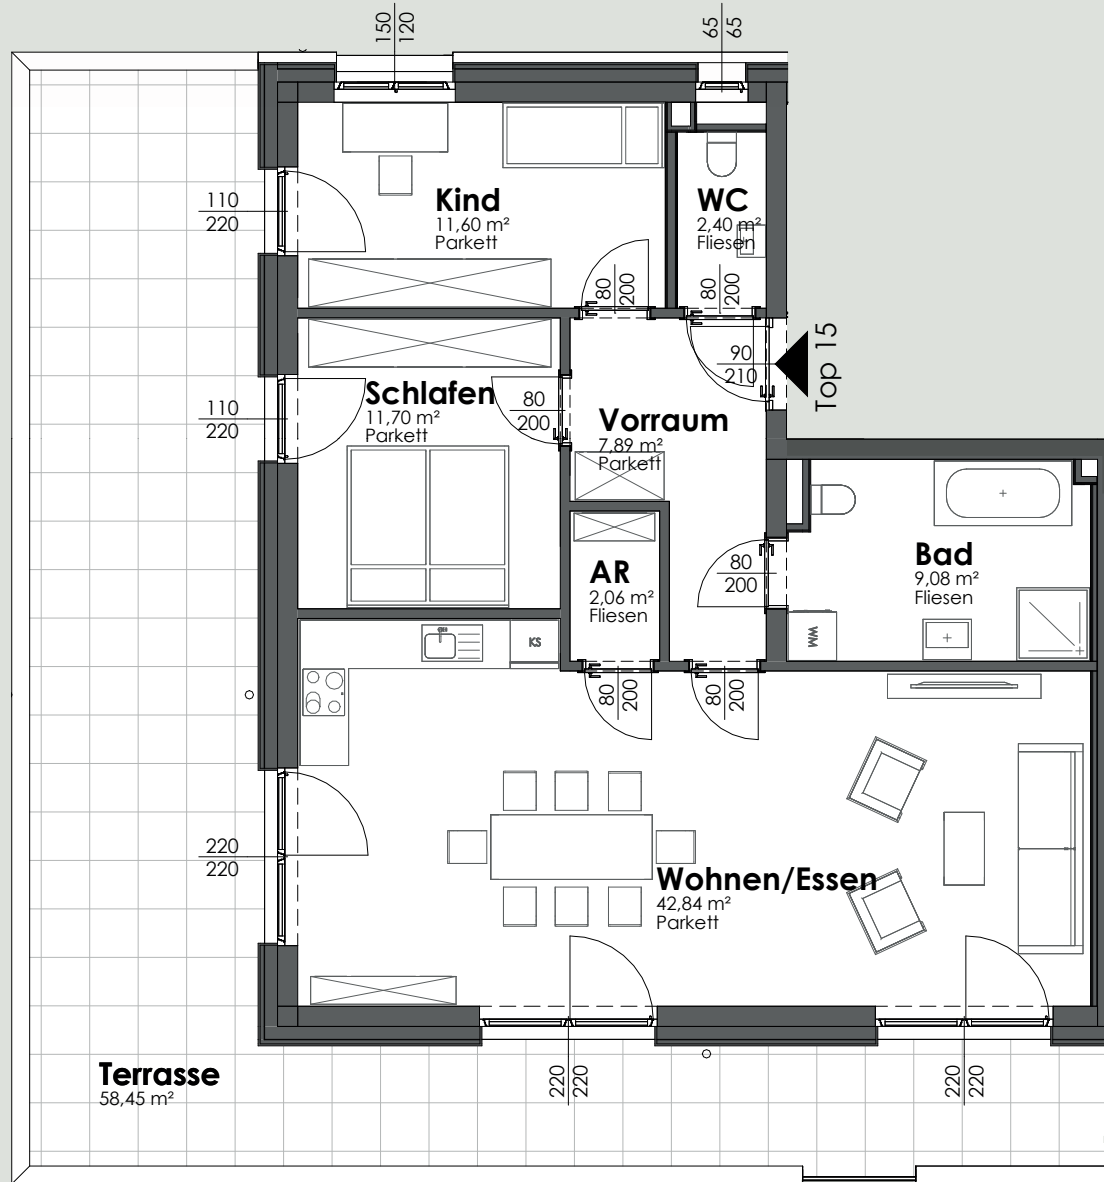 150
120
65
65
Kind
11,60 m²
Parkett
WC
2,40 m²
Fliesen
110
220
80
200
80
200
90
210
Top 15
Schlafen
11,70 m²
Parkett
110
220
80
200
Vorraum
7,89 m²
Parkett
AR
2,06 m²
Fliesen
80
200
Bad
9,08 m²
Fliesen
WM
KS
80
200
80
200
220
220
Wohnen/Essen
42,84 m²
Parkett
Terrasse
58,45 m²
220
220
220
220